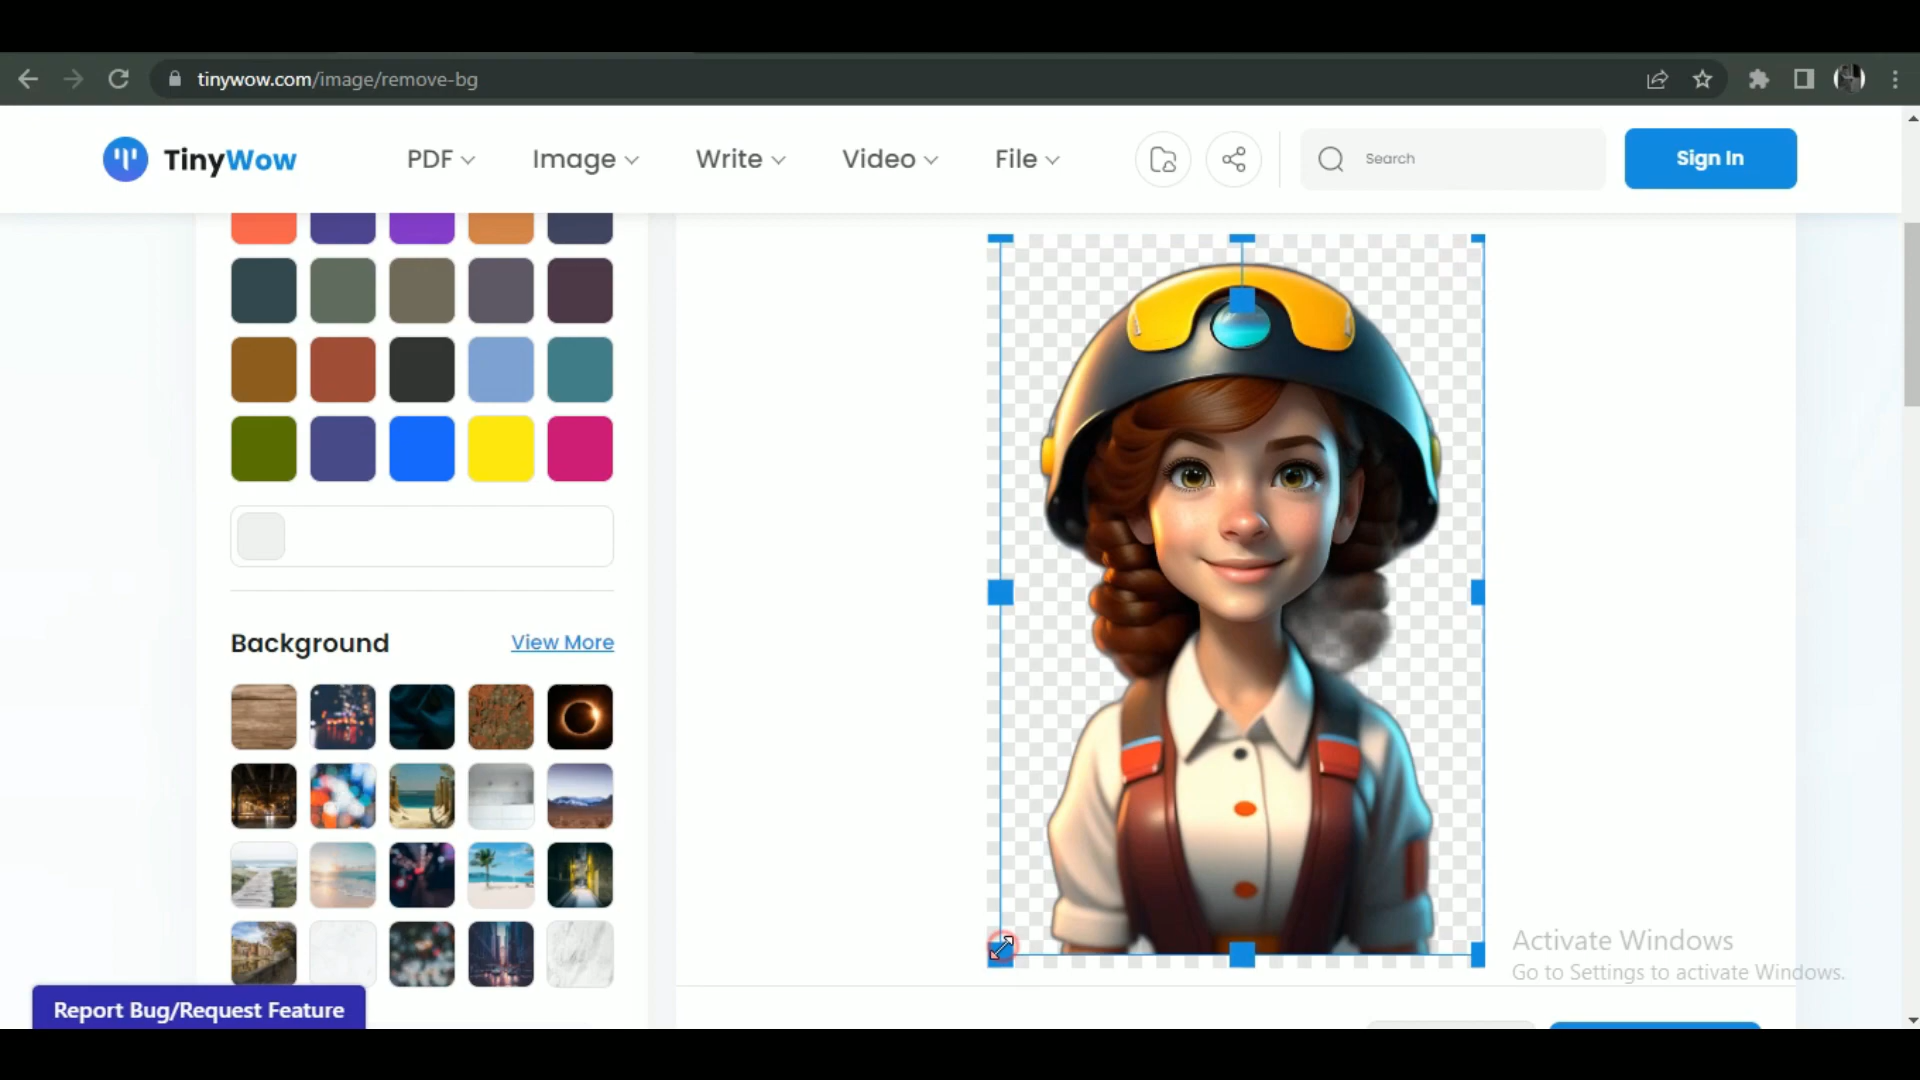 tinywow.com/image/remove-bg
TinyWow
PDF
Image
Write
Video
File
Search
Sign In
Background
View More
Activate Windows
Go to Settings to activate Windows.
Report Bug/Request Feature